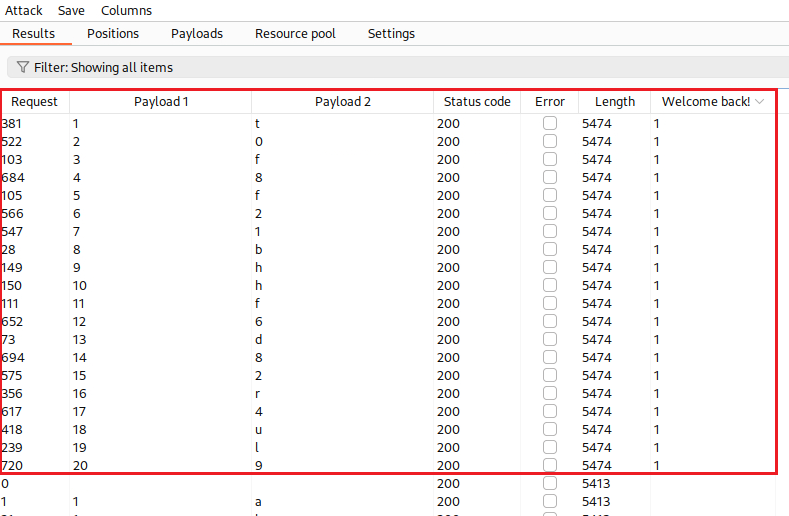 Attack Save Columns
Results Positions Payloads Resource pool Settings
Filter: Showing all items
Request Payload 1 Payload 2 Status code Error Length Welcome back!
381 1 t 200 5474 1
522 2 0 200 5474 1
103 3 f 200 5474 1
684 4 8 200 5474 1
105 5 f 200 5474 1
566 6 2 200 5474 1
547 7 1 200 5474 1
28 8 b 200 5474 1
149 9 h 200 5474 1
150 10 h 200 5474 1
111 11 f 200 5474 1
652 12 6 200 5474 1
73 13 d 200 5474 1
694 14 8 200 5474 1
575 15 2 200 5474 1
356 16 r 200 5474 1
617 17 4 200 5474 1
418 18 u 200 5474 1
239 19 l 200 5474 1
720 20 9 200 5474 1
0 200 5413
1 1 a 200 5413